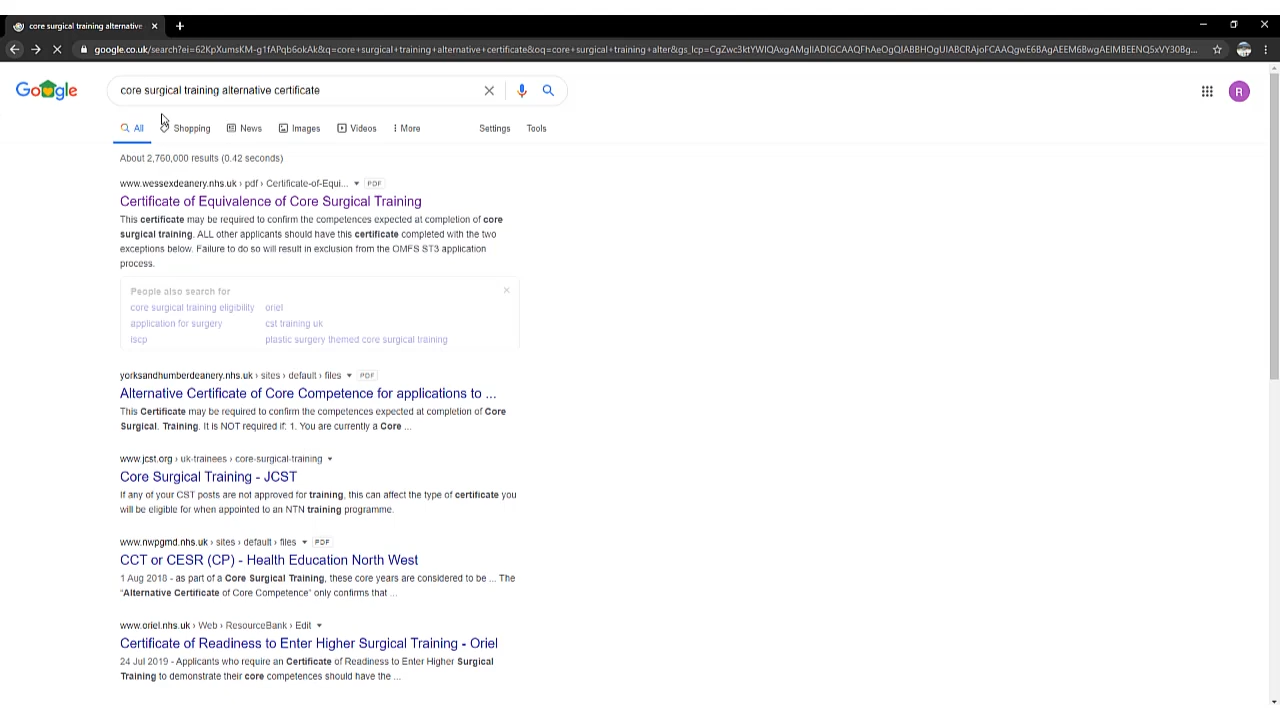 core surgical training alternative
google.co.uk/search?ei=62KpXumsKM-g1fAPqb6okAk&q=core+surgical+training+alternative+certificate&oq=core+surgical+training+alter&gs_lcp=CgZwc3ktYWIQAxgAMgIIADIGCAAQFhAeOgQIABBHOgUIABCRAjoFCAAQgwE6BAgAEEM6BwgAEIMBEENQ5xVY30Bg...
Google
core surgical training alternative certificate
R
All
Shopping
News
Images
Videos
More
Settings
Tools
About 2,760,000 results (0.42 seconds)
www.wessexdeanery.nhs.uk › pdf › Certificate-of-Equi... ▼ PDF
Certificate of Equivalence of Core Surgical Training
This certificate may be required to confirm the competences expected at completion of core
surgical training. ALL other applicants should have this certificate completed with the two
exceptions below. Failure to do so will result in exclusion from the OMFS ST3 application
process.
People also search for
core surgical training eligibility oriel
application for surgery cst training uk
iscp plastic surgery themed core surgical training
yorksandhumberdeanery.nhs.uk › sites › default › files ▼ PDF
Alternative Certificate of Core Competence for applications to ...
This Certificate may be required to confirm the competences expected at completion of Core
Surgical. Training. It is NOT required if: 1. You are currently a Core ...
www.jcst.org › uk-trainees › core-surgical-training ▼
Core Surgical Training - JCST
If any of your CST posts are not approved for training, this can affect the type of certificate you
will be eligible for when appointed to an NTN training programme.
www.nwpgmd.nhs.uk › sites › default › files ▼ PDF
CCT or CESR (CP) - Health Education North West
1 Aug 2018 - as part of a Core Surgical Training, these core years are considered to be ... The
"Alternative Certificate of Core Competence" only confirms that ...
www.oriel.nhs.uk › Web › ResourceBank › Edit ▼
Certificate of Readiness to Enter Higher Surgical Training - Oriel
24 Jul 2019 - Applicants who require an Certificate of Readiness to Enter Higher Surgical
Training to demonstrate their core competences should have the ...